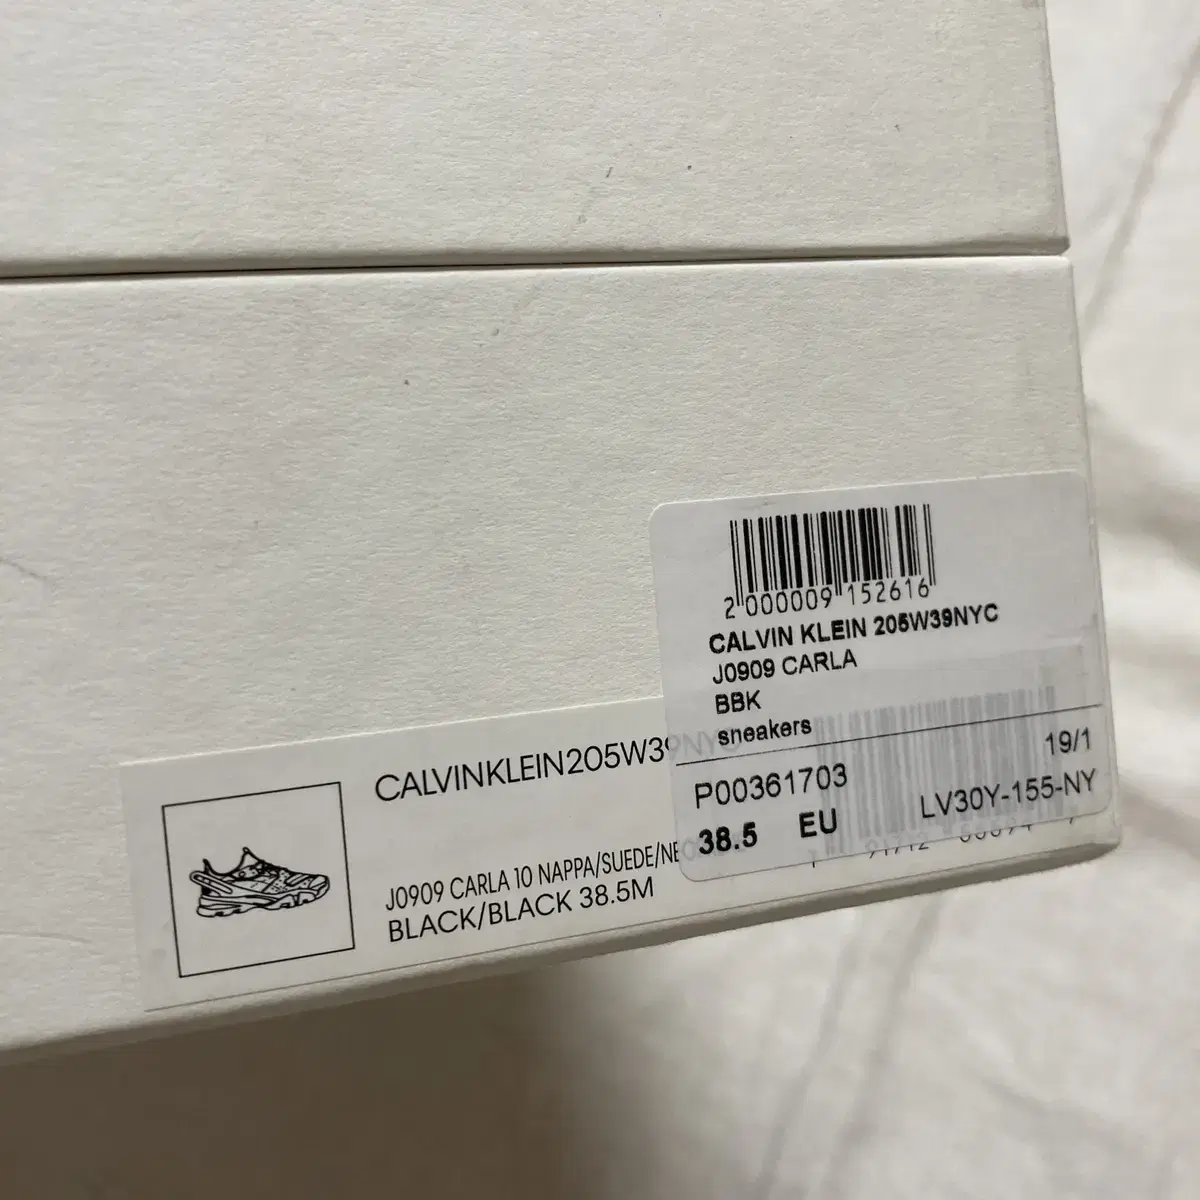 2 000009 152616
CALVIN KLEIN 205W39NYC
J0909 CARLA
BBK
sneakers
19/1
P00361703
LV30Y-155-NY
38.5 EU
CALVINKLEIN205W39NYC
J0909 CARLA 10 NAPPA/SUEDE/NE
BLACK/BLACK 38.5M